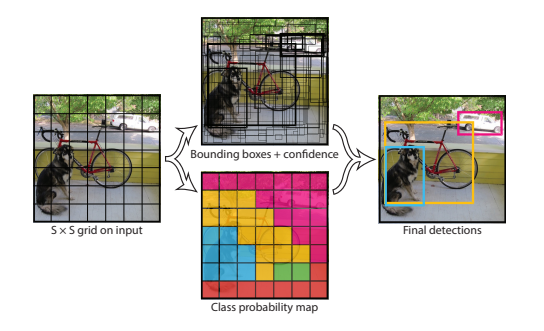 S × S grid on input
Bounding boxes + confidence
Class probability map
Final detections